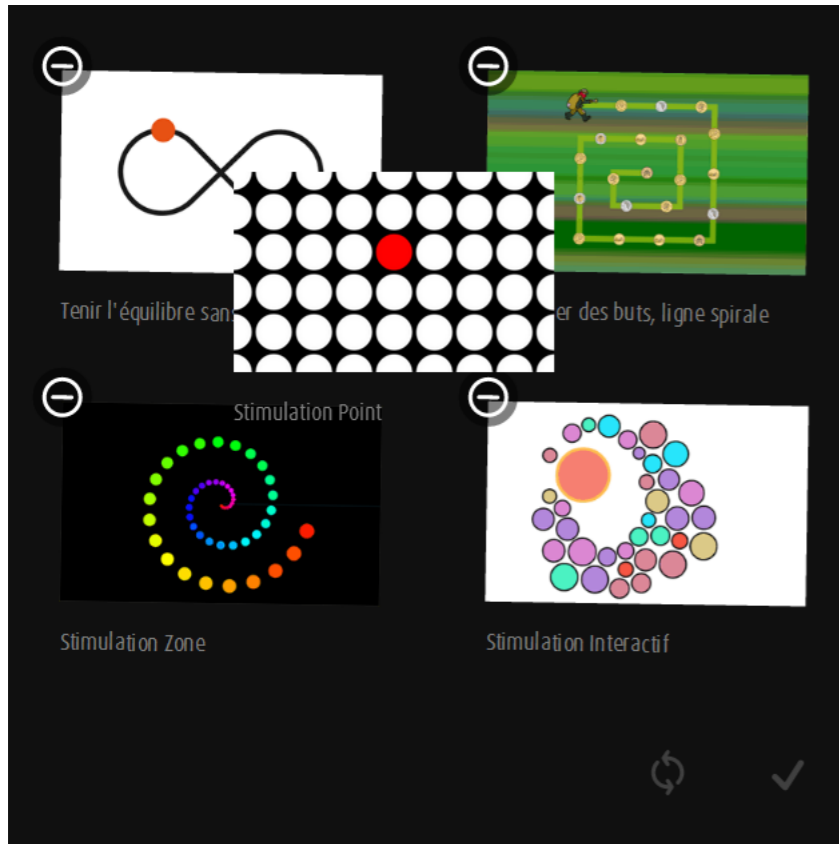 Tenir l'équilibre sans
er des buts, ligne spirale
Stimulation Point
Stimulation Zone
Stimulation Interactif